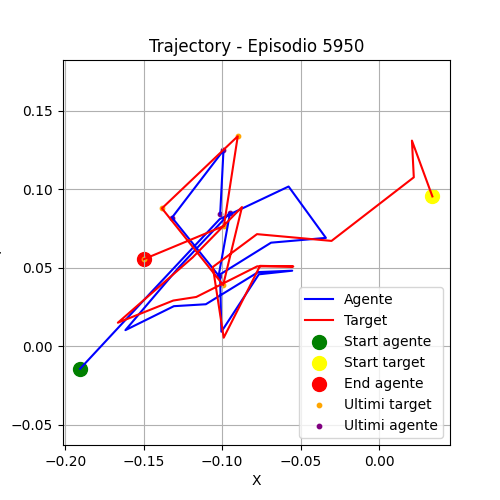 Trajectory - Episodio 5950
0.15
0.10
0.05
0.00
−0.05
−0.20
−0.15
−0.10
−0.05
0.00
X
Agente
Target
Start agente
Start target
End agente
Ultimi target
Ultimi agente